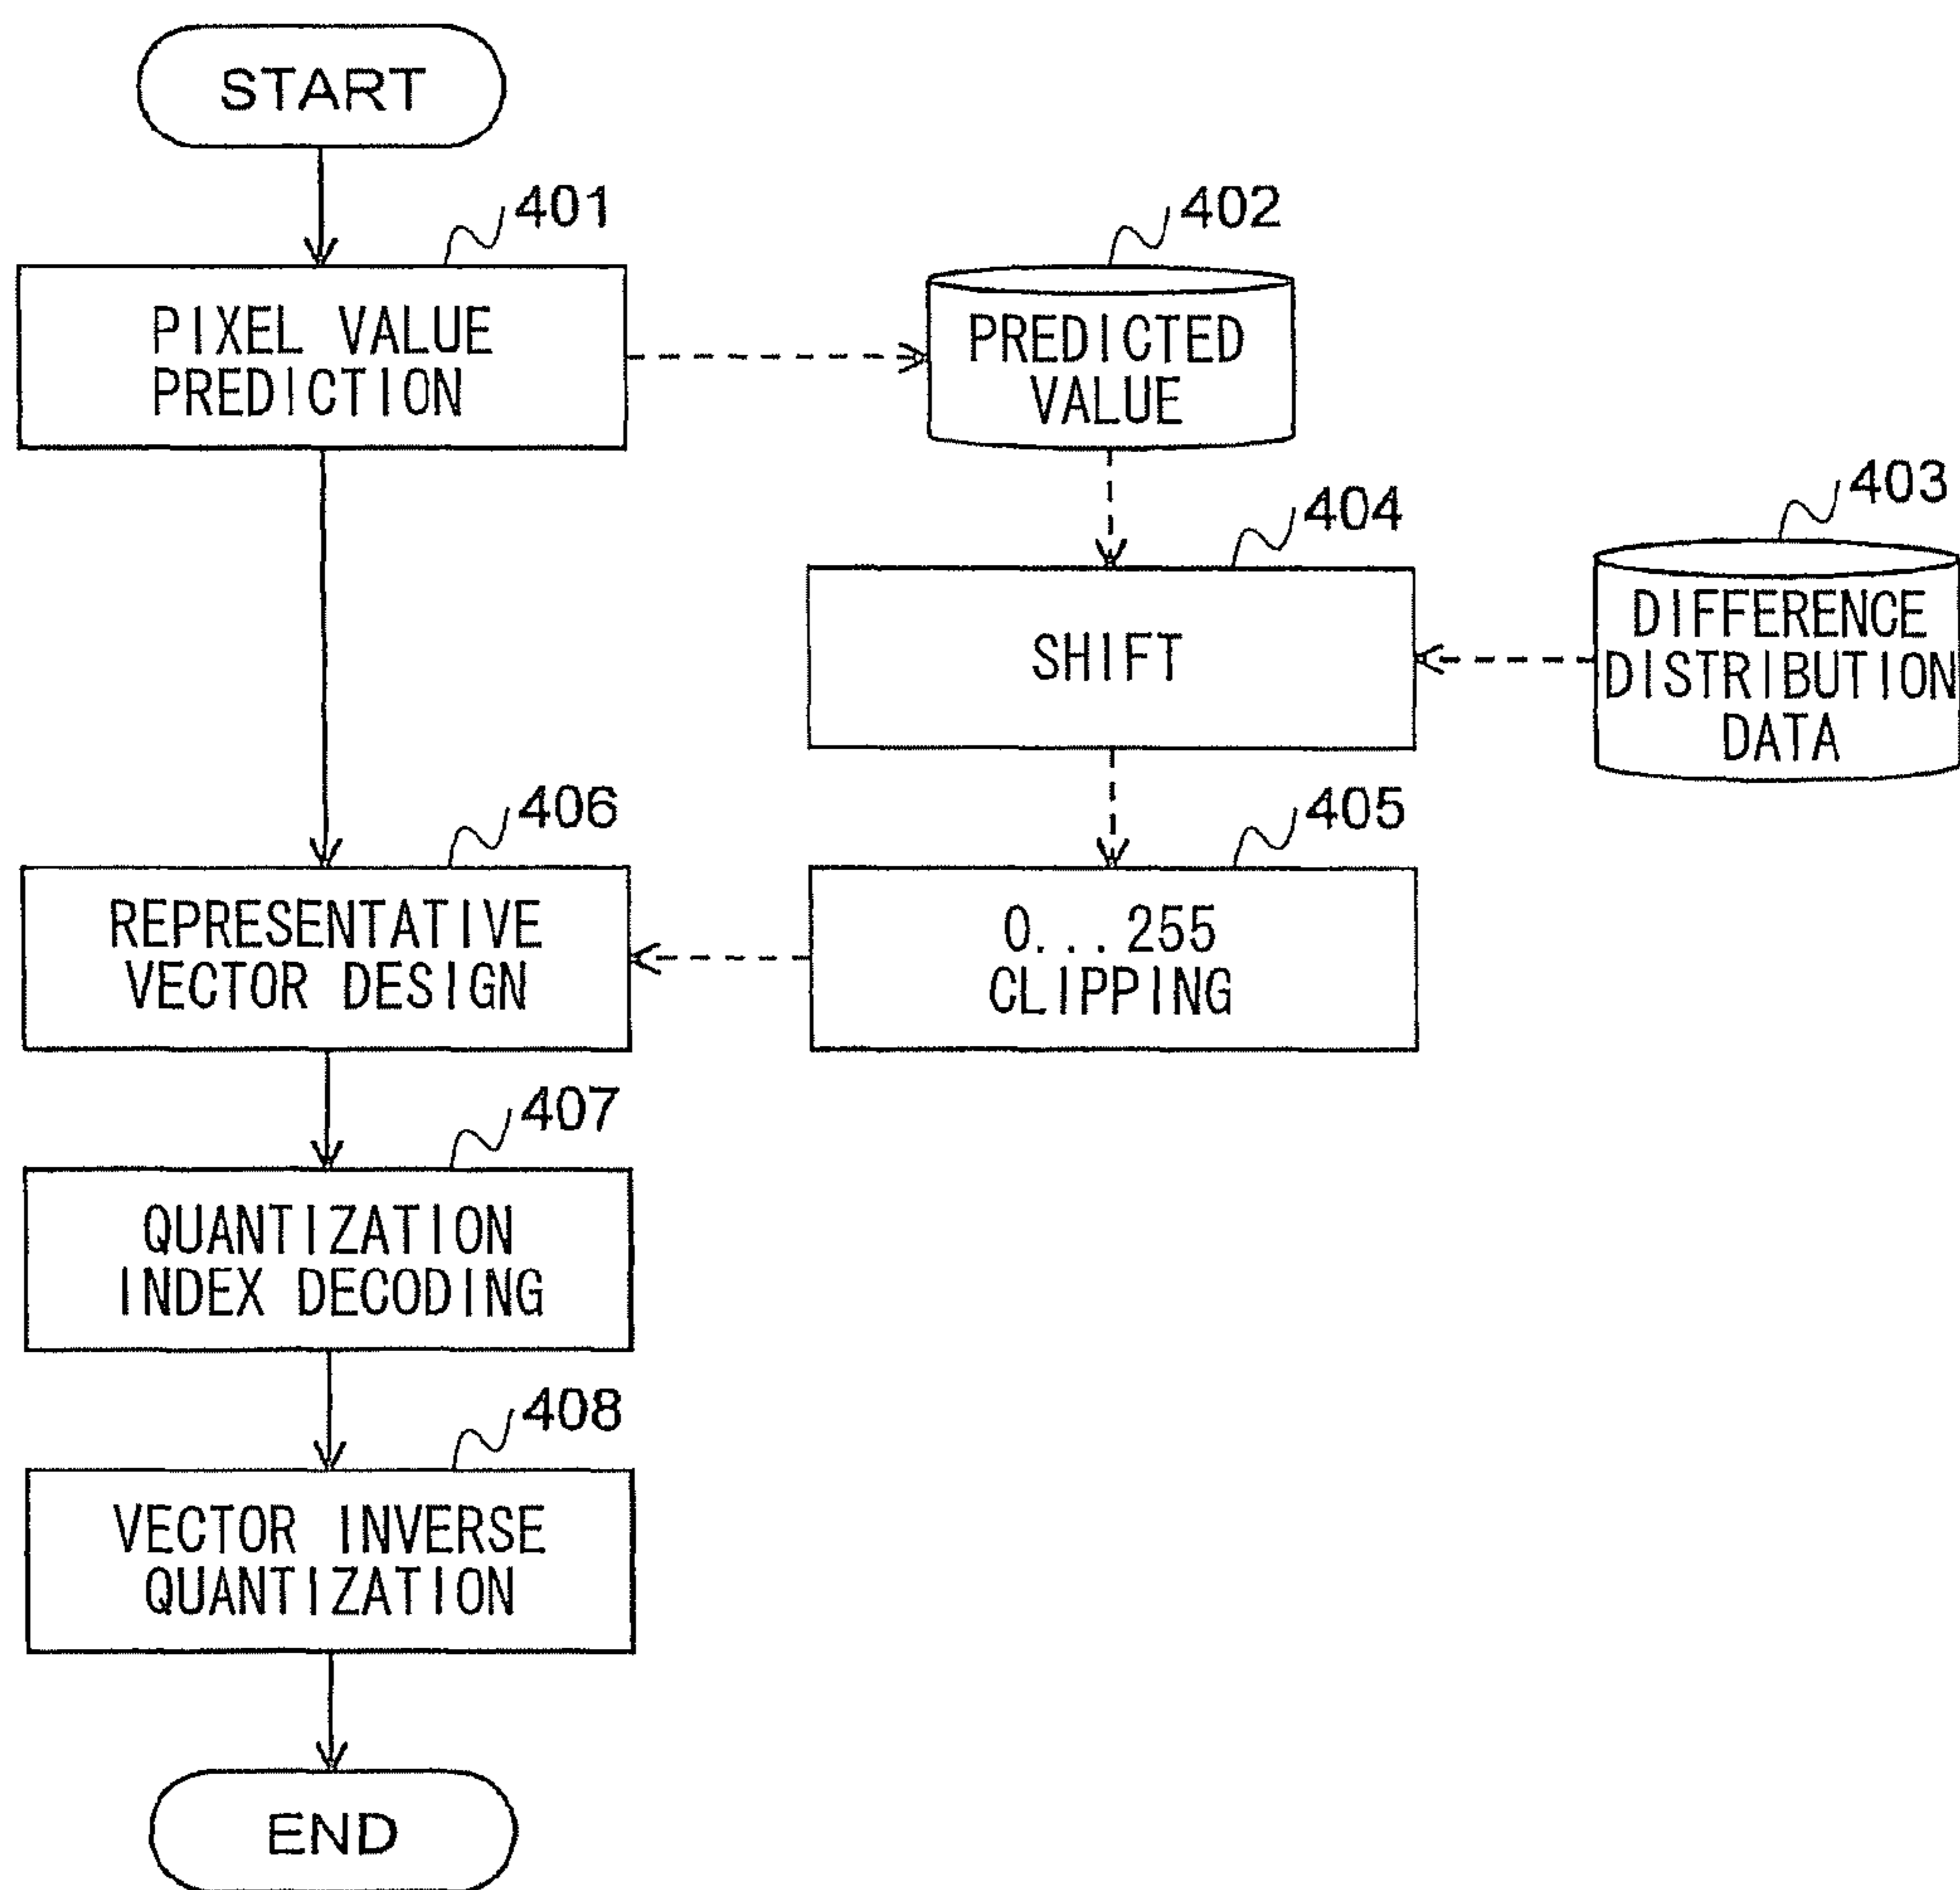 START
401
PIXEL VALUE
PREDICTION
402
PREDICTED
VALUE
403
DIFFERENCE
DISTRIBUTION
DATA
404
SHIFT
405
0...255
CLIPPING
406
REPRESENTATIVE
VECTOR DESIGN
407
QUANTIZATION
INDEX DECODING
408
VECTOR INVERSE
QUANTIZATION
END